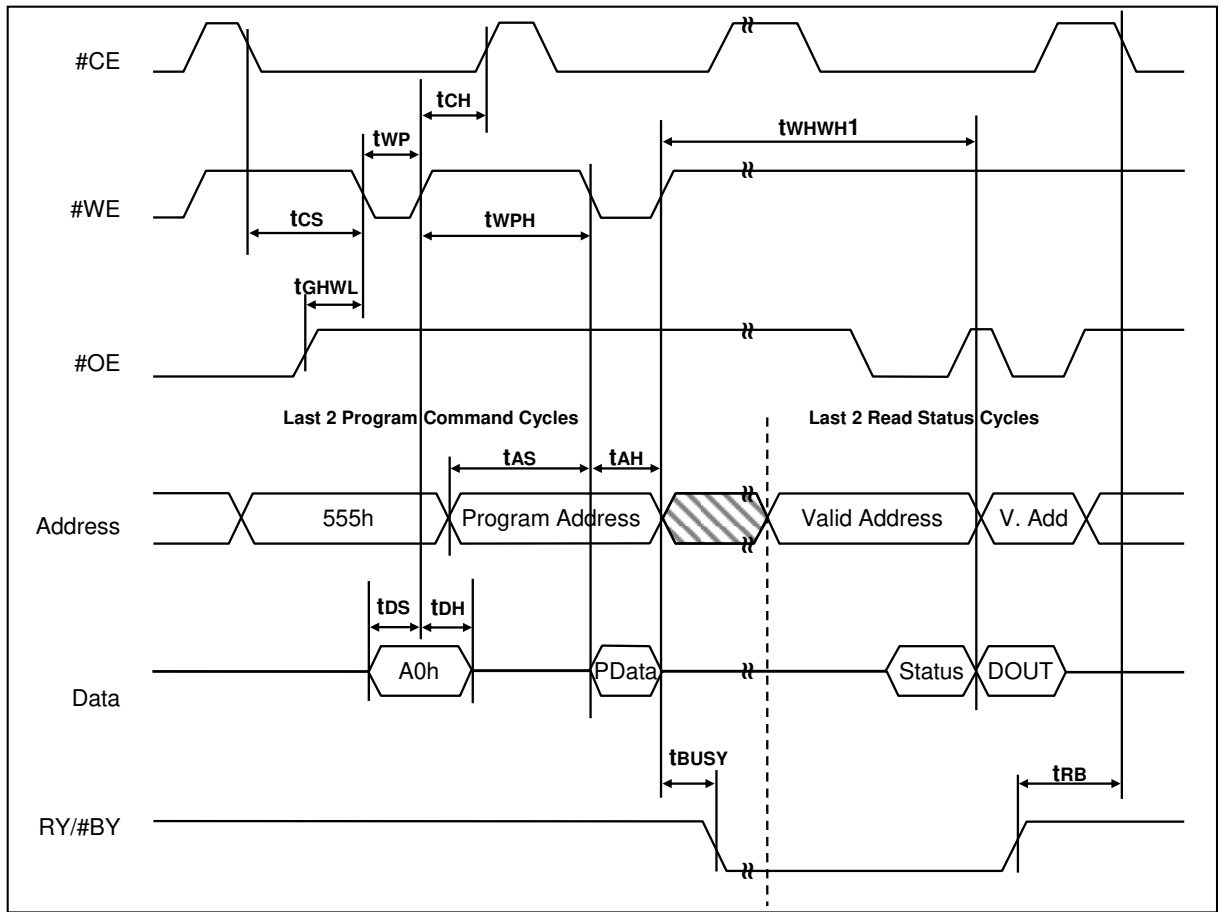 #CE
tCH
tWP
tWHWH1
#WE
tCS
tWPH
tGHWL
#OE
Last 2 Program Command Cycles
Last 2 Read Status Cycles
tAS
tAH
Address
555h
Program Address
Valid Address
V. Add
tDS
tDH
Data
A0h
PData
Status
DOUT
tBUSY
tRB
RY/#BY